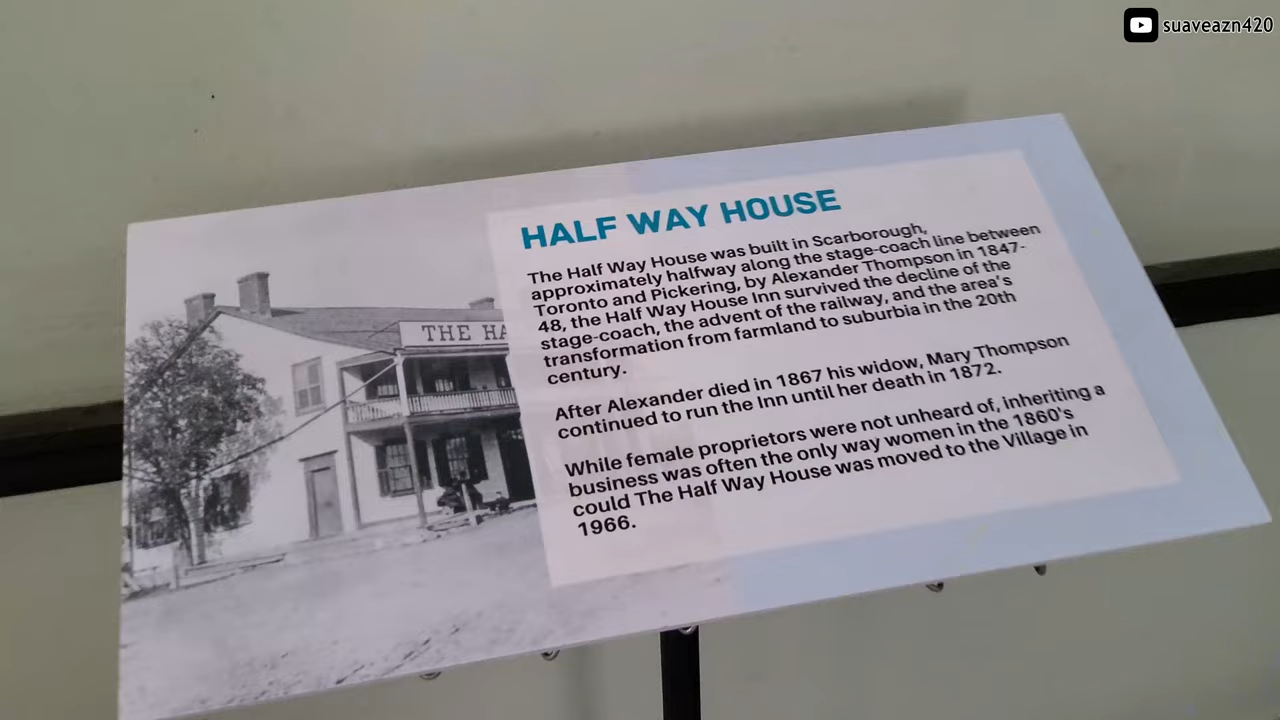 suaveazn420
HALF WAY HOUSE
The Half Way House was built in Scarborough,
approximately halfway along the stage-coach line between
Toronto and Pickering, by Alexander Thompson in 1847-
48, the Half Way House Inn survived the decline of the
stage-coach, the advent of the railway, and the area's
transformation from farmland to suburbia in the 20th
century.
After Alexander died in 1867 his widow, Mary Thompson
continued to run the Inn until her death in 1872.
While female proprietors were not unheard of, inheriting a
business was often the only way women in the 1860's
could The Half Way House was moved to the Village in
1966.
THE HA